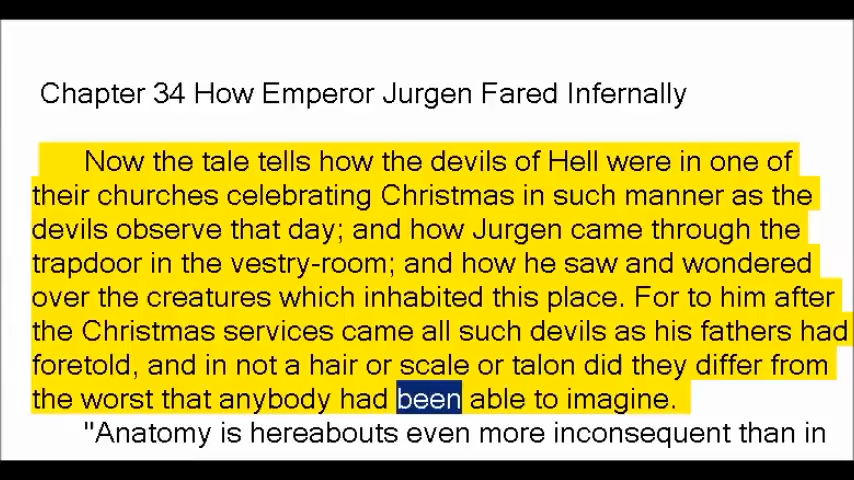 Chapter 34 How Emperor Jurgen Fared Infernally
Now the tale tells how the devils of Hell were in one of
their churches celebrating Christmas in such manner as the
devils observe that day; and how Jurgen came through the
trapdoor in the vestry-room; and how he saw and wondered
over the creatures which inhabited this place. For to him after
the Christmas services came all such devils as his fathers had
foretold, and in not a hair or scale or talon did they differ from
the worst that anybody had been able to imagine.
"Anatomy is hereabouts even more inconsequent than in